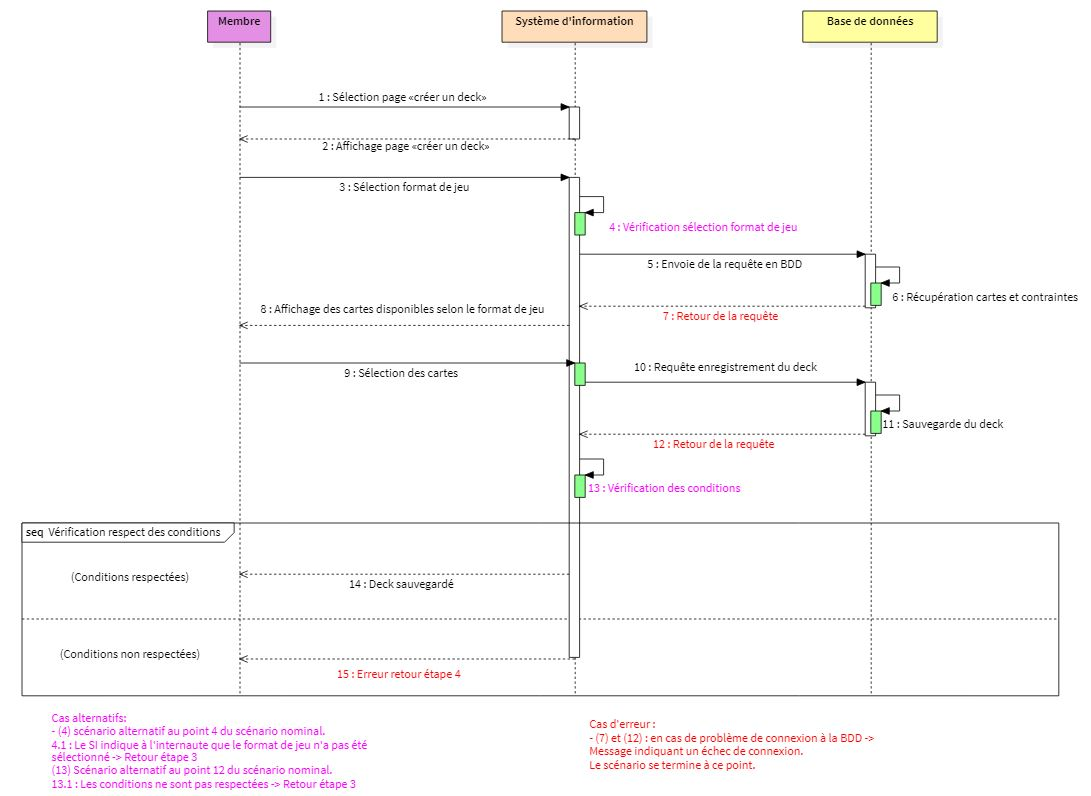 Membre
Système d'information
Base de données
1 : Sélection page «créer un deck»
2 : Affichage page «créer un deck»
3 : Sélection format de jeu
4 : Vérification sélection format de jeu
5 : Envoie de la requête en BDD
6 : Récupération cartes et contraintes
8 : Affichage des cartes disponibles selon le format de jeu
7 : Retour de la requête
9 : Sélection des cartes
10 : Requête enregistrement du deck
11 : Sauvegarde du deck
12 : Retour de la requête
13 : Vérification des conditions
seq Vérification respect des conditions
(Conditions respectées)
14 : Deck sauvegardé
(Conditions non respectées)
15 : Erreur retour étape 4
Cas alternatifs:
- (4) scénario alternatif au point 4 du scénario nominal.
4.1 : Le SI indique à l'internaute que le format de jeu n'a pas été
sélectionné -> Retour étape 3
(13) Scénario alternatif au point 12 du scénario nominal.
13.1 : Les conditions ne sont pas respectées -> Retour étape 3
Cas d'erreur :
- (7) et (12) : en cas de problème de connexion à la BDD ->
Message indiquant un échec de connexion.
Le scénario se termine à ce point.